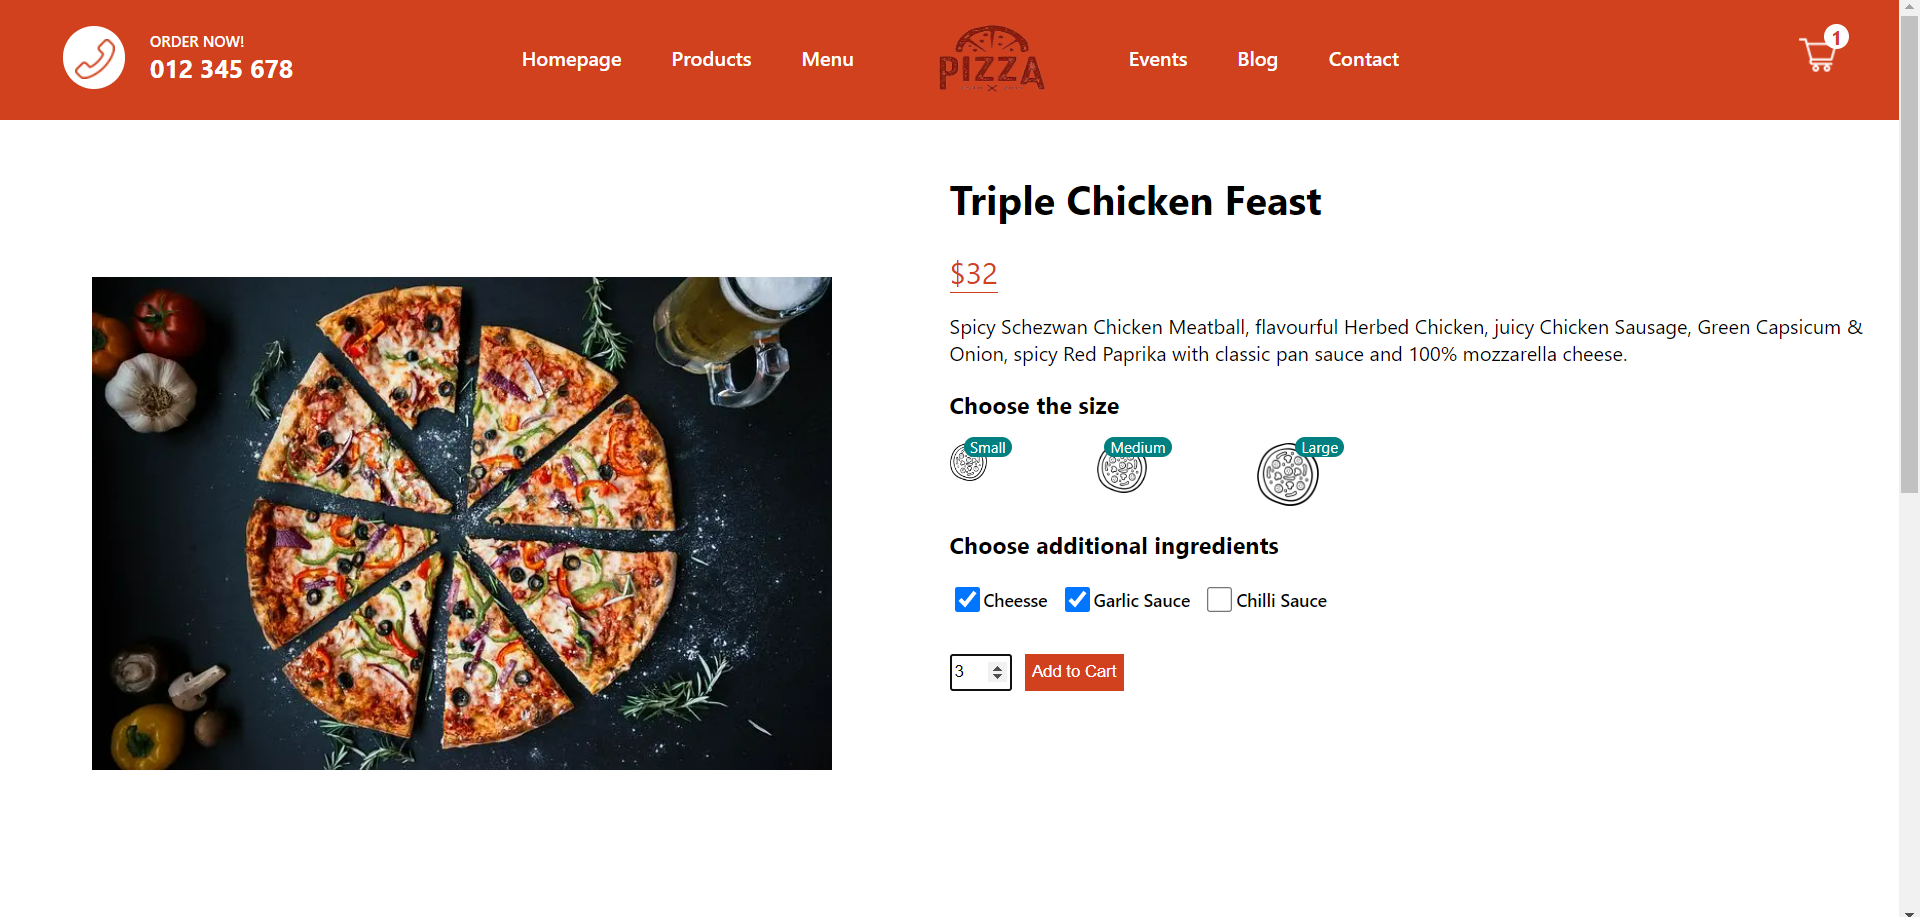 ORDER NOW!
012 345 678
Homepage
Products
Menu
PIZZA
Events
Blog
Contact
1
Triple Chicken Feast
$32
Spicy Schezwan Chicken Meatball, flavourful Herbed Chicken, juicy Chicken Sausage, Green Capsicum &
Onion, spicy Red Paprika with classic pan sauce and 100% mozzarella cheese.
Choose the size
Small
Medium
Large
Choose additional ingredients
Cheesse
Garlic Sauce
Chilli Sauce
3
Add to Cart